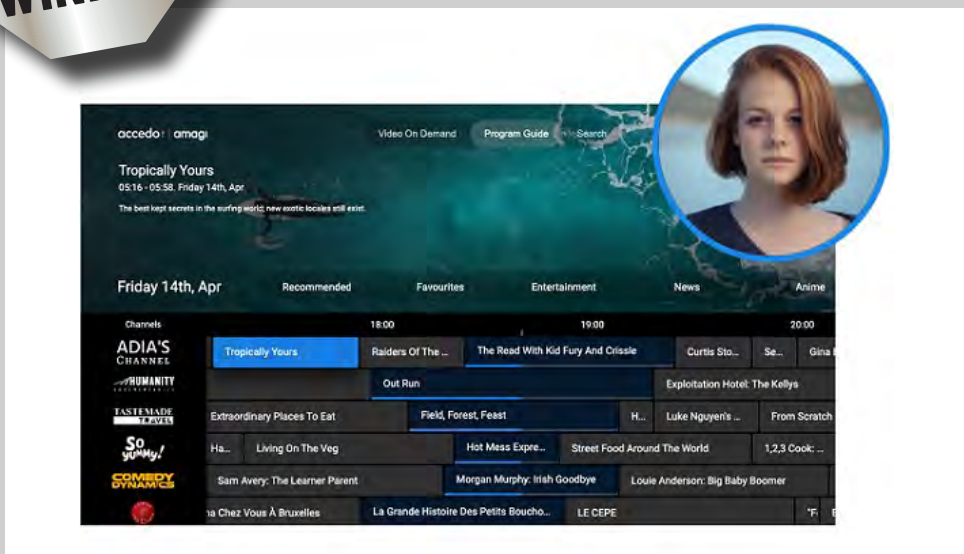 accedo amagi
Video On Demand Program Guide Search
Tropically Yours
05:16 - 05:58. Friday 14th, Apr
The best kept secrets in the surfing world; new exotic locales still exist.
Friday 14th, Apr Recommended Favourites Entertainment News Anime
Channels 18:00 19:00 20:00
ADIA'S CHANNEL Tropically Yours Raiders Of The ... The Read With Kid Fury And Crissle Curtis Sto... Se... Gina
HUMANITY Out Run Exploitation Hotel: The Kellys
TASTEMADE TRAVEL Extraordinary Places To Eat Field, Forest, Feast H... Luke Nguyen's ... From Scratch
So yummy! Ha... Living On The Veg Hot Mess Expre... Street Food Around The World 1,2,3 Cook: ...
COMEDY DYNAMICS Sam Avery: The Learner Parent Morgan Murphy: Irish Goodbye Louie Anderson: Big Baby Boomer
na Chez Vous À Bruxelles La Grande Histoire Des Petits Boucho... LE CEPE "F